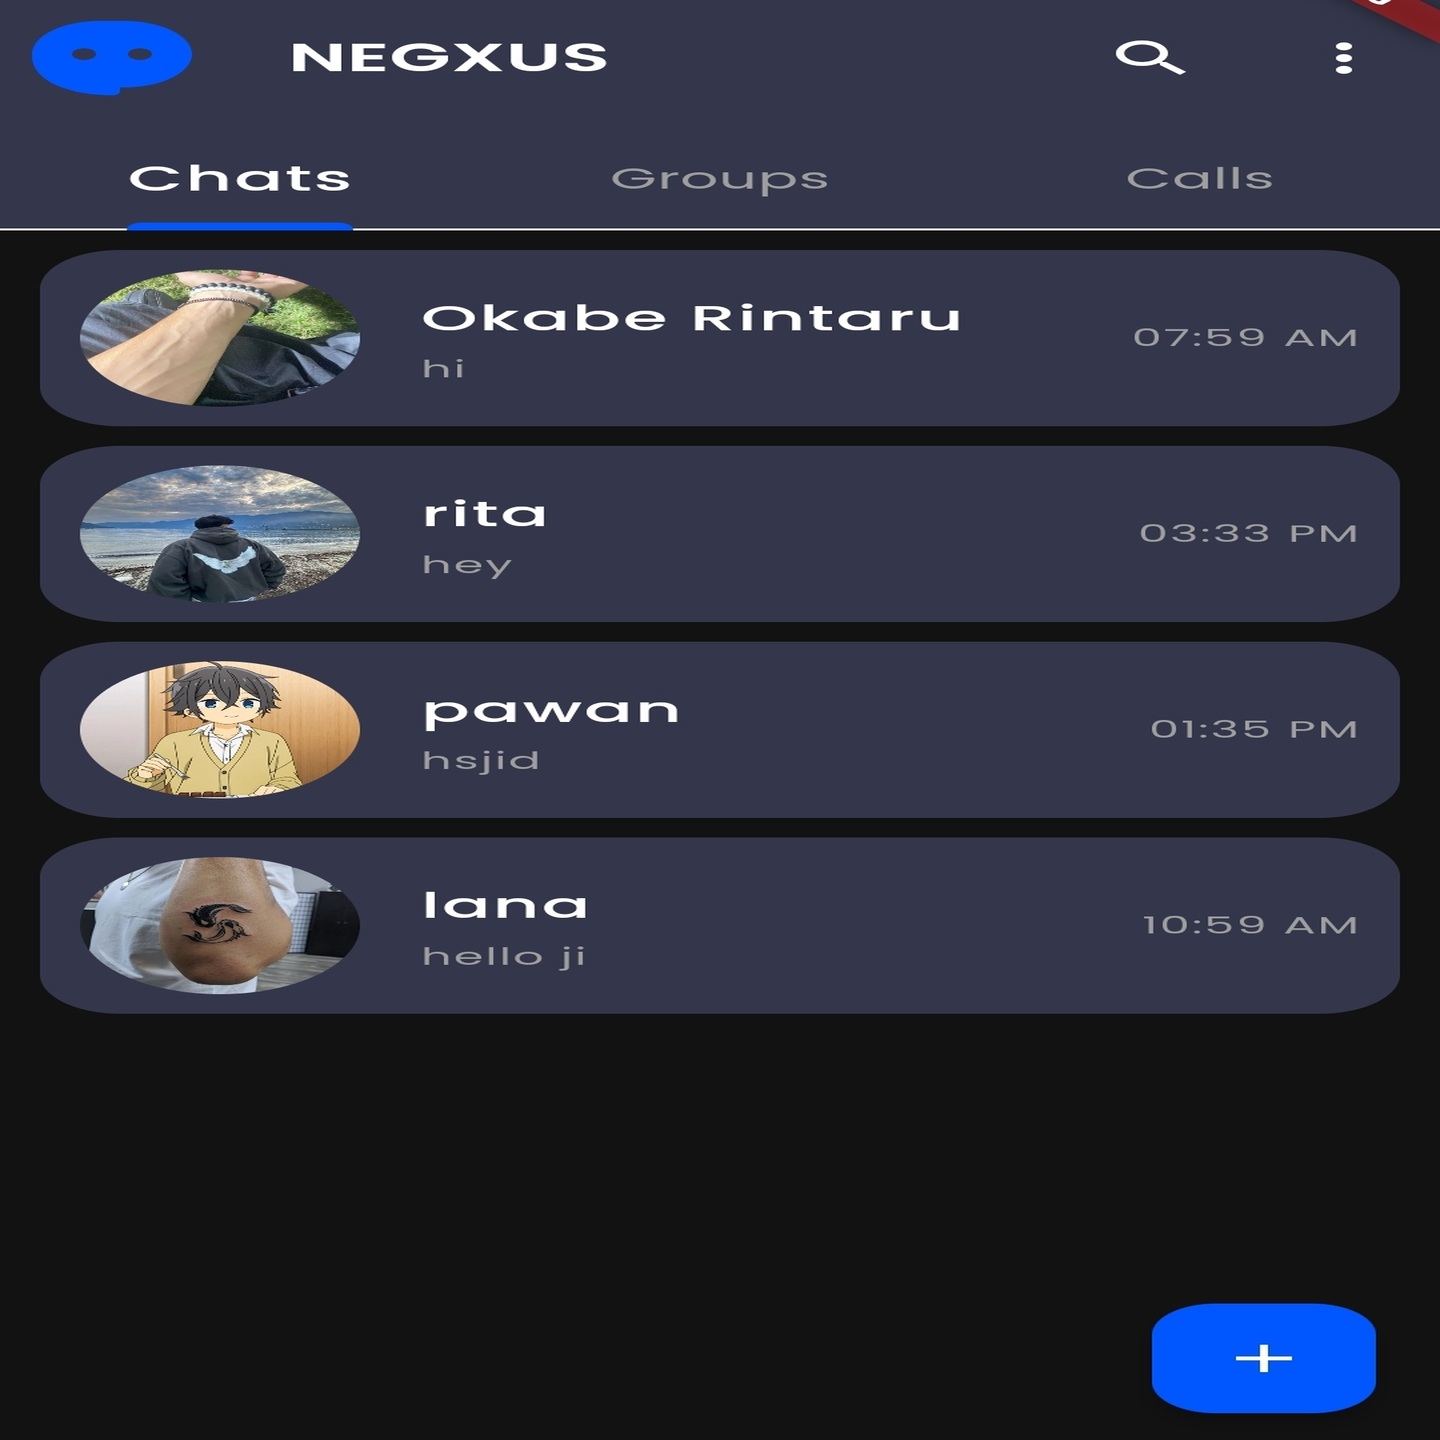 NEGXUS
Chats Groups Calls
Okabe Rintaru
hi
07:59 AM
rita
hey
03:33 PM
pawan
hsjid
01:35 PM
lana
hello ji
10:59 AM